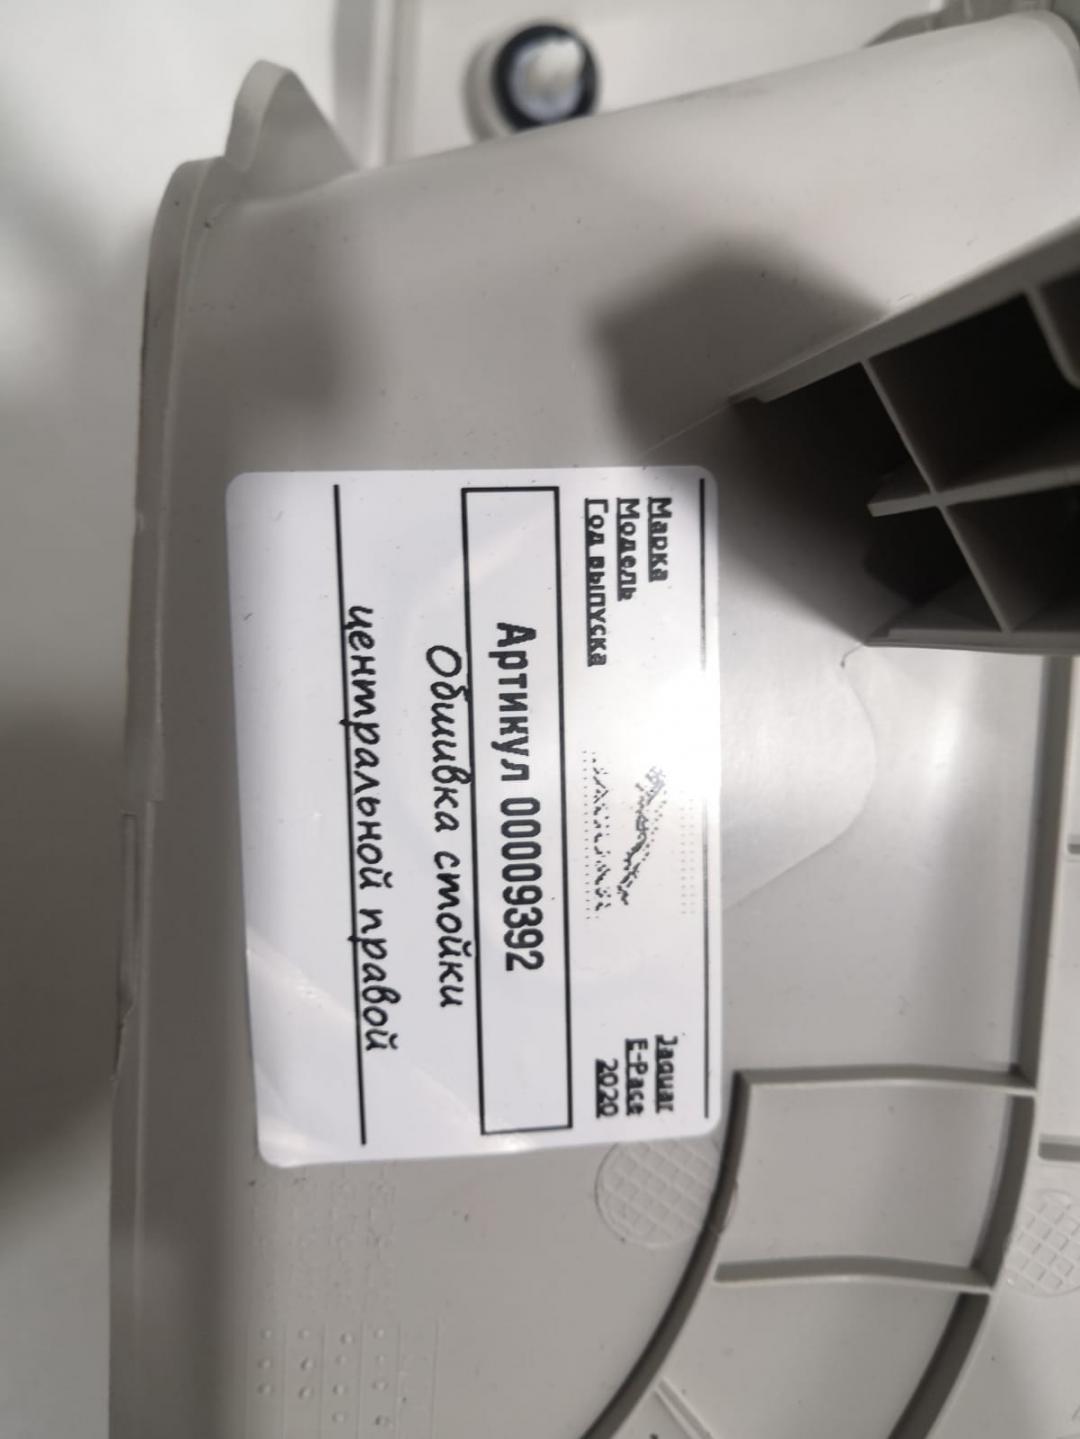 Марка Jaguar
Модель E-Pace
Год выпуска 2020
Артикул 00009392
Обшивка стойки
центральной правой